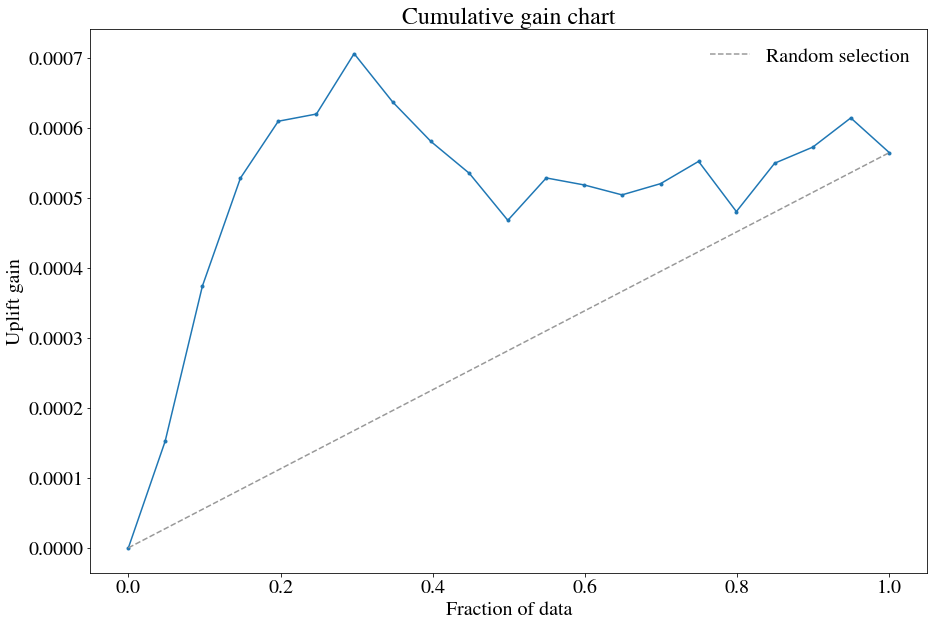 Cumulative gain chart
Random selection
Uplift gain
0.0007
0.0006
0.0005
0.0004
0.0003
0.0002
0.0001
0.0000
0.0 0.2 0.4 0.6 0.8 1.0
Fraction of data